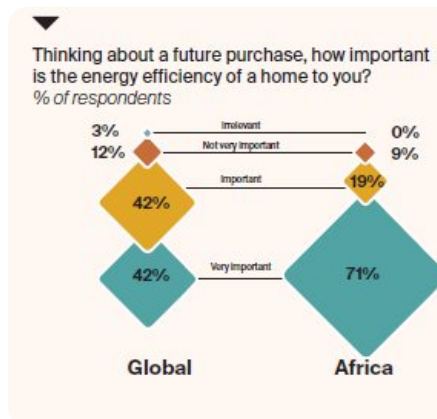 Thinking about a future purchase, how important
is the energy efficiency of a home to you?
% of respondents
3% Irrelevant 0%
12% Not very important 9%
42% Important 19%
42% Very important 71%
Global Africa